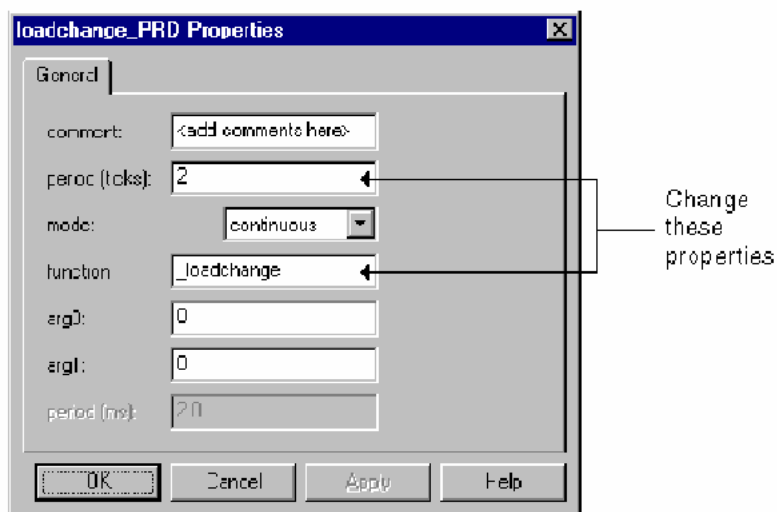 loadchange_PRD Properties
General
comment: <add comments here>
period (ticks): 2
mode: continuous
function _loadchange
arg0: 0
arg1: 0
period (ms): 2.0
OK Cancel Apply Help
Change
these
properties